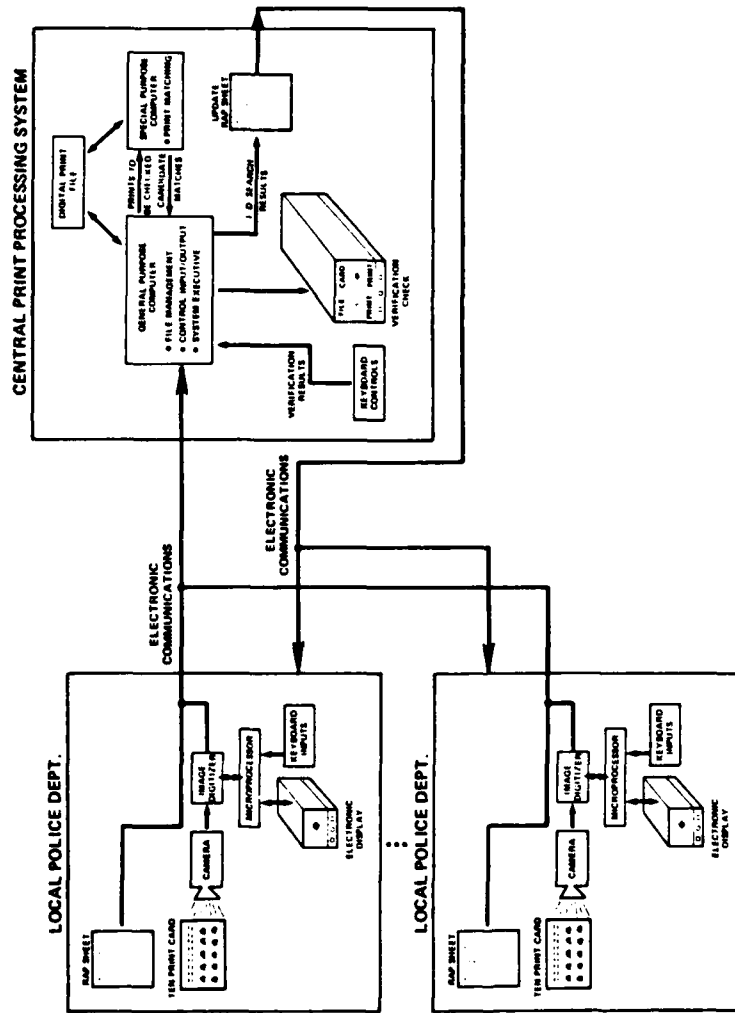 CENTRAL PRINT PROCESSING SYSTEM
DIGITAL PRINT
FILE
GENERAL PURPOSE
COMPUTER
• FILE MANAGEMENT
• CONTROL INPUT/OUTPUT
• SYSTEM EXECUTIVE
PRINTS TO
BE CHECKED
CANDIDATE
MATCHES
SPECIAL PURPOSE
COMPUTER
• PRINT MATCHING
I-D SEARCH
RESULTS
UPDATE
RAP SHEET
VERIFICATION
RESULTS
KEYBOARD
CONTROLS
FILE CARD
PRINT PRINT
VERIFICATION
CHECK
ELECTRONIC
COMMUNICATIONS
ELECTRONIC
COMMUNICATIONS
LOCAL POLICE DEPT.
RAP SHEET
TEN PRINT CARD
CAMERA
IMAGE
DIGITIZER
MICROPROCESSOR
KEYBOARD
INPUTS
ELECTRONIC
DISPLAY
LOCAL POLICE DEPT.
RAP SHEET
TEN PRINT CARD
CAMERA
IMAGE
DIGITIZER
MICROPROCESSOR
KEYBOARD
INPUTS
ELECTRONIC
DISPLAY